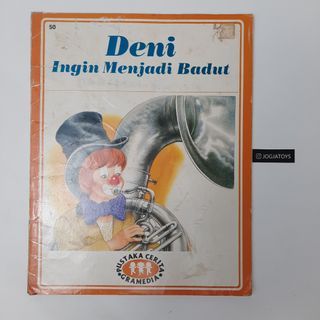 50
Deni
Ingin Menjadi Badut
JOGJATOYS
PUSTAKA CERITA
GRAMEDIA